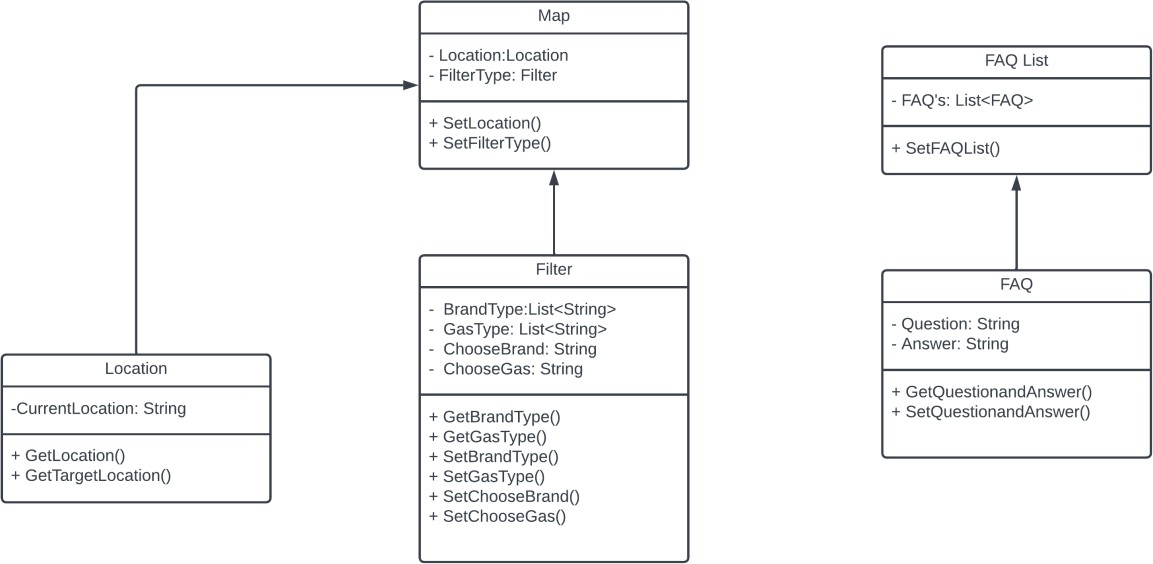 Map
- Location:Location
- FilterType: Filter
+ SetLocation()
+ SetFilterType()
FAQ List
- FAQ's: List<FAQ>
+ SetFAQList()
Filter
- BrandType:List<String>
- GasType: List<String>
- ChooseBrand: String
- ChooseGas: String
+ GetBrandType()
+ GetGasType()
+ SetBrandType()
+ SetGasType()
+ SetChooseBrand()
+ SetChooseGas()
FAQ
- Question: String
- Answer: String
+ GetQuestionandAnswer()
+ SetQuestionandAnswer()
Location
-CurrentLocation: String
+ GetLocation()
+ GetTargetLocation()